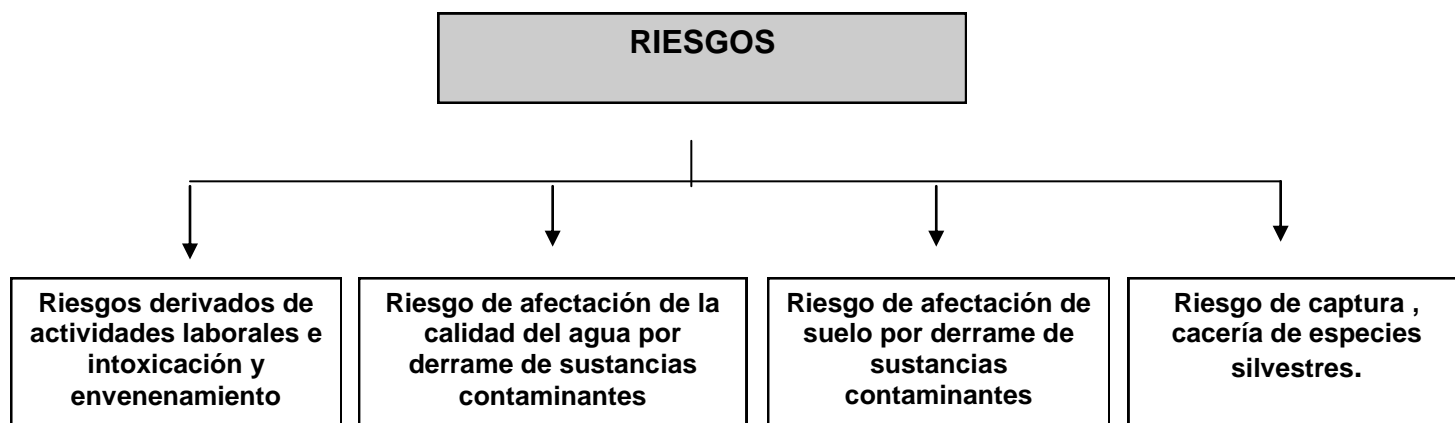 RIESGOS
Riesgos derivados de
actividades laborales e
intoxicación y
envenenamiento
Riesgo de afectación de la
calidad del agua por
derrame de sustancias
contaminantes
Riesgo de afectación de
suelo por derrame de
sustancias
contaminantes
Riesgo de captura ,
cacería de especies
silvestres.